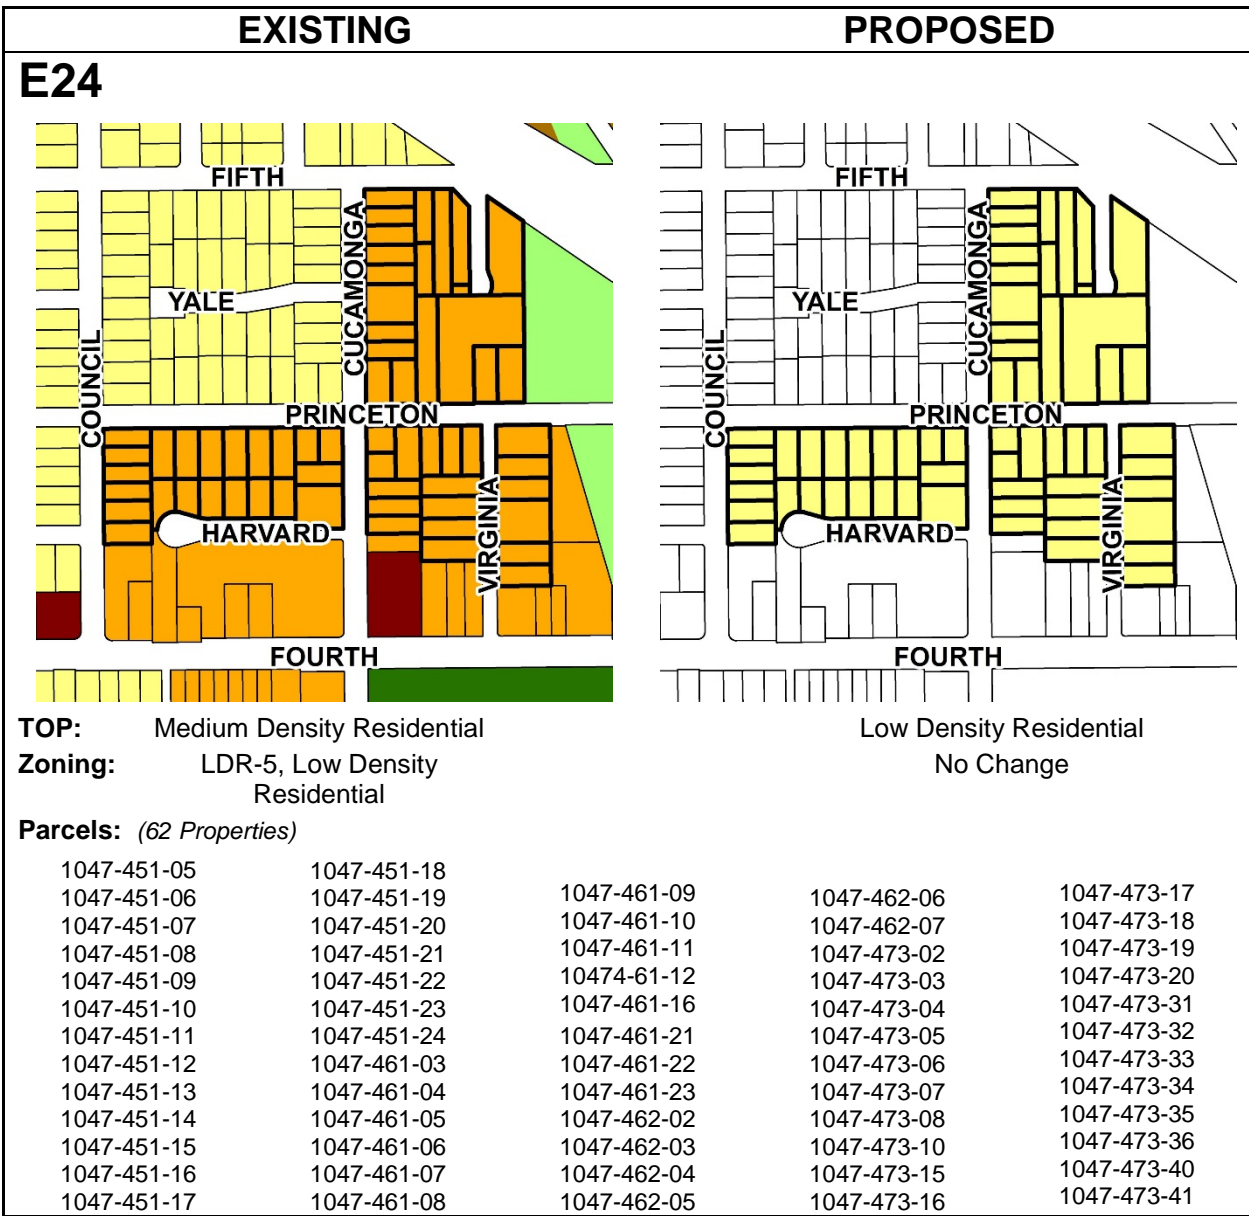 EXISTING
PROPOSED
E24
FIFTH
CUCAMONGA
YALE
COUNCIL
PRINCETON
HARVARD
VIRGINIA
FOURTH
FIFTH
CUCAMONGA
YALE
COUNCIL
PRINCETON
HARVARD
VIRGINIA
FOURTH
TOP: Medium Density Residential
Low Density Residential
Zoning: LDR-5, Low Density
Residential
No Change
Parcels: (62 Properties)
1047-451-05
1047-451-06
1047-451-07
1047-451-08
1047-451-09
1047-451-10
1047-451-11
1047-451-12
1047-451-13
1047-451-14
1047-451-15
1047-451-16
1047-451-17
1047-451-18
1047-451-19
1047-451-20
1047-451-21
1047-451-22
1047-451-23
1047-451-24
1047-461-03
1047-461-04
1047-461-05
1047-461-06
1047-461-07
1047-461-08
1047-461-09
1047-461-10
1047-461-11
10474-61-12
1047-461-16
1047-461-21
1047-461-22
1047-461-23
1047-462-02
1047-462-03
1047-462-04
1047-462-05
1047-462-06
1047-462-07
1047-473-02
1047-473-03
1047-473-04
1047-473-05
1047-473-06
1047-473-07
1047-473-08
1047-473-10
1047-473-15
1047-473-16
1047-473-17
1047-473-18
1047-473-19
1047-473-20
1047-473-31
1047-473-32
1047-473-33
1047-473-34
1047-473-35
1047-473-36
1047-473-40
1047-473-41